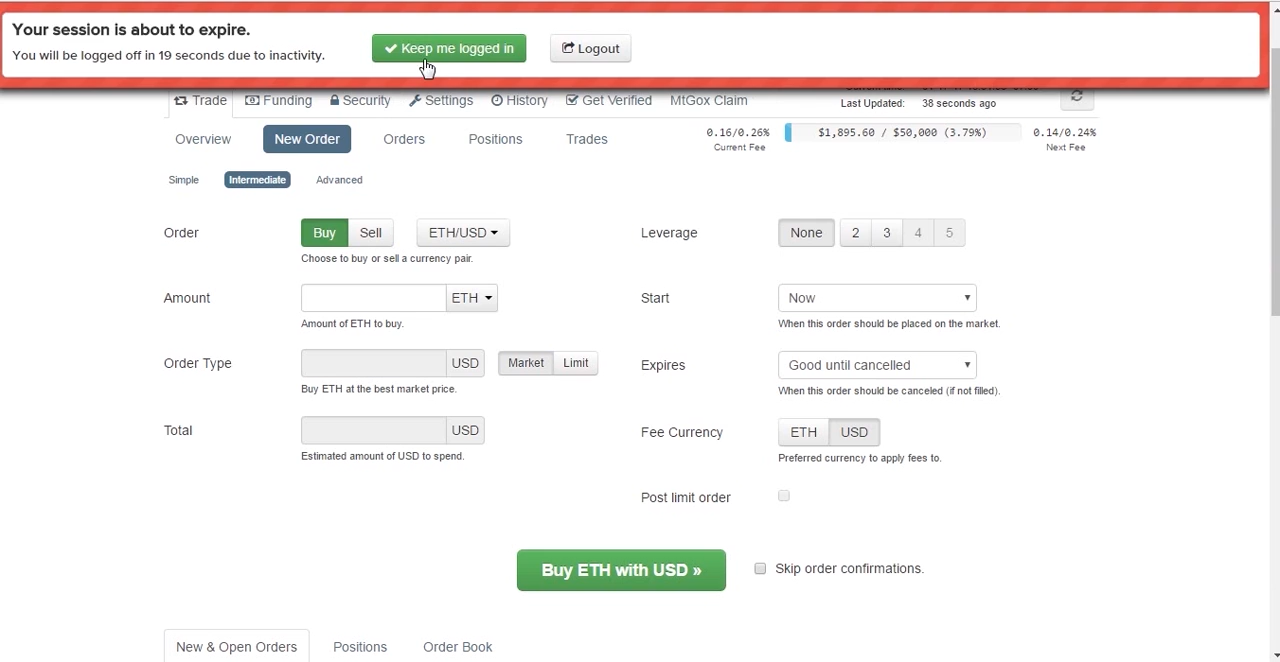 Your session is about to expire.
You will be logged off in 19 seconds due to inactivity.
Keep me logged in
Logout
Trade Funding Security Settings History Get Verified MtGox Claim
Last Updated: 38 seconds ago
Overview New Order Orders Positions Trades
0.16/0.26% $1,895.60 / $50,000 (3.79%) 0.14/0.24%
Current Fee Next Fee
Simple Intermediate Advanced
Order Buy Sell ETH/USD
Choose to buy or sell a currency pair.
Leverage None 2 3 4 5
Amount ETH
Amount of ETH to buy.
Start Now
When this order should be placed on the market.
Order Type USD Market Limit
Buy ETH at the best market price.
Expires Good until cancelled
When this order should be canceled (if not filled).
Total USD
Estimated amount of USD to spend.
Fee Currency ETH USD
Preferred currency to apply fees to.
Post limit order
Buy ETH with USD »
Skip order confirmations.
New & Open Orders Positions Order Book